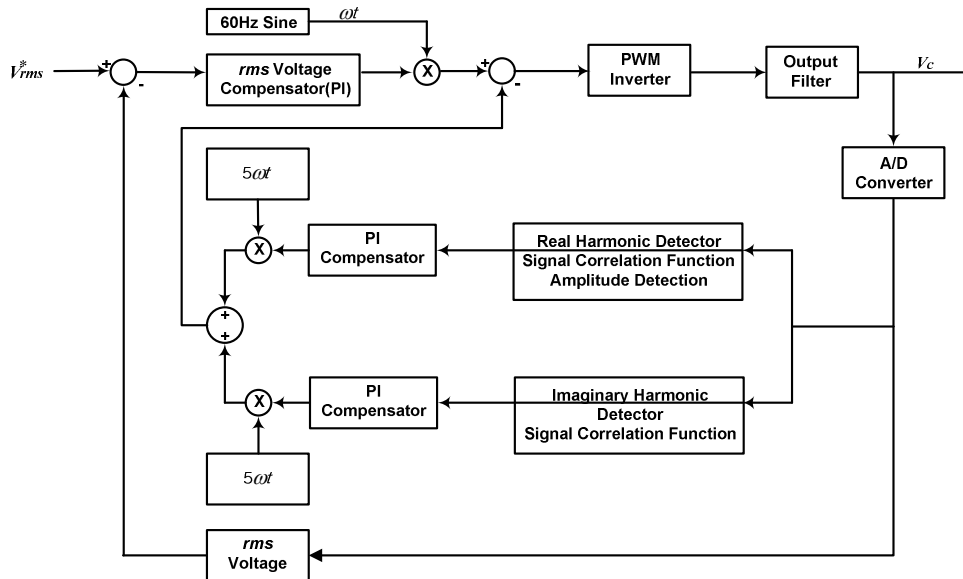 60Hz Sine
ωt
V*rms
+
-
rms Voltage
Compensator(PI)
X
+
-
PWM
Inverter
Output
Filter
Vc
A/D
Converter
5ωt
X
PI
Compensator
Real Harmonic Detector
Signal Correlation Function
Amplitude Detection
+
+
X
PI
Compensator
Imaginary Harmonic
Detector
Signal Correlation Function
5ωt
rms
Voltage